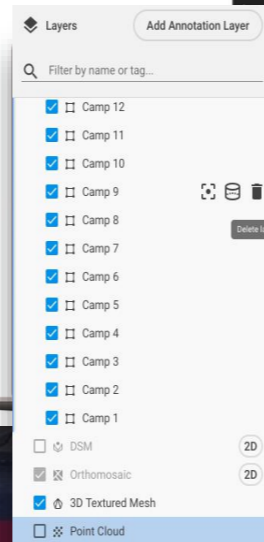 Layers Add Annotation Layer
Filter by name or tag...
Camp 12
Camp 11
Camp 10
Camp 9
Camp 8
Delete
Camp 7
Camp 6
Camp 5
Camp 4
Camp 3
Camp 2
Camp 1
DSM 2D
Orthomosaic 2D
3D Textured Mesh
Point Cloud